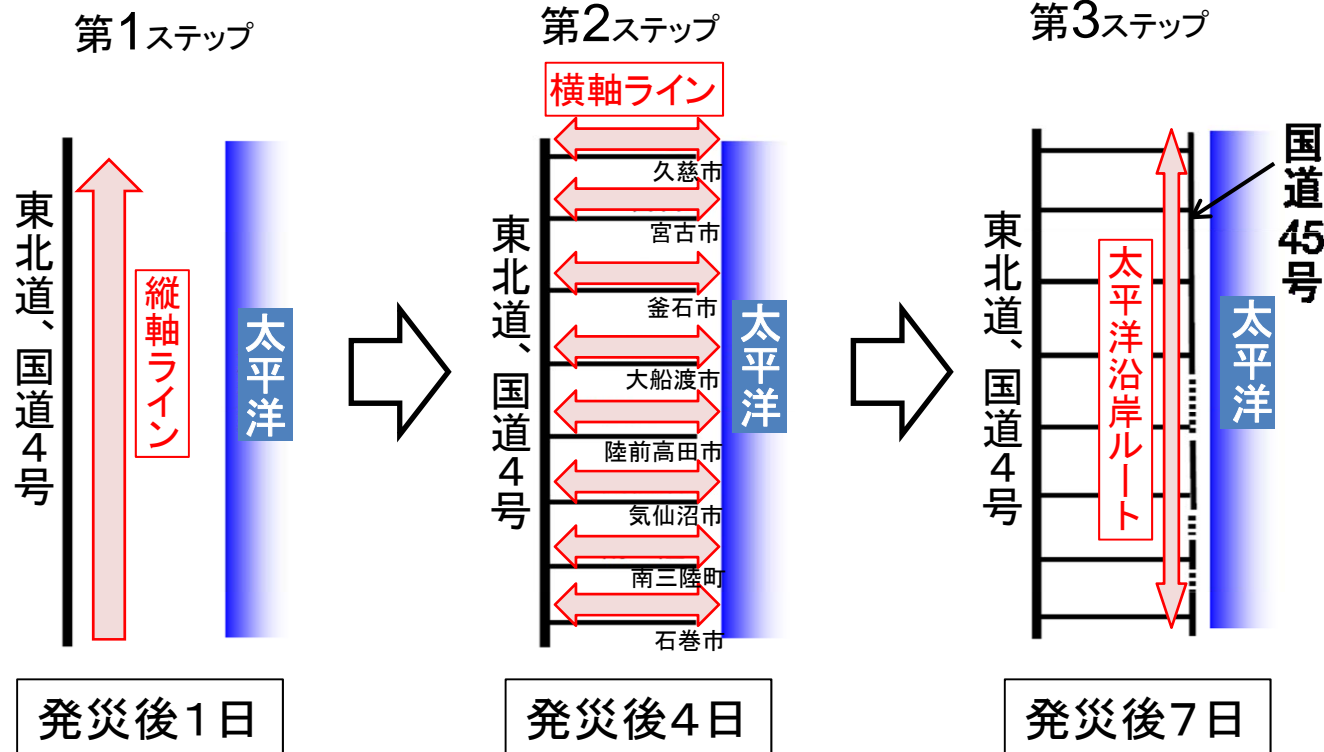 第1ステップ
東北道、国道4号
縦軸ライン
太平洋
発災後1日
第2ステップ
横軸ライン
東北道、国道4号
久慈市
宮古市
釜石市
大船渡市
陸前高田市
気仙沼市
南三陸町
石巻市
太平洋
発災後4日
第3ステップ
東北道、国道4号
太平洋沿岸ルート
国道45号
太平洋
発災後7日